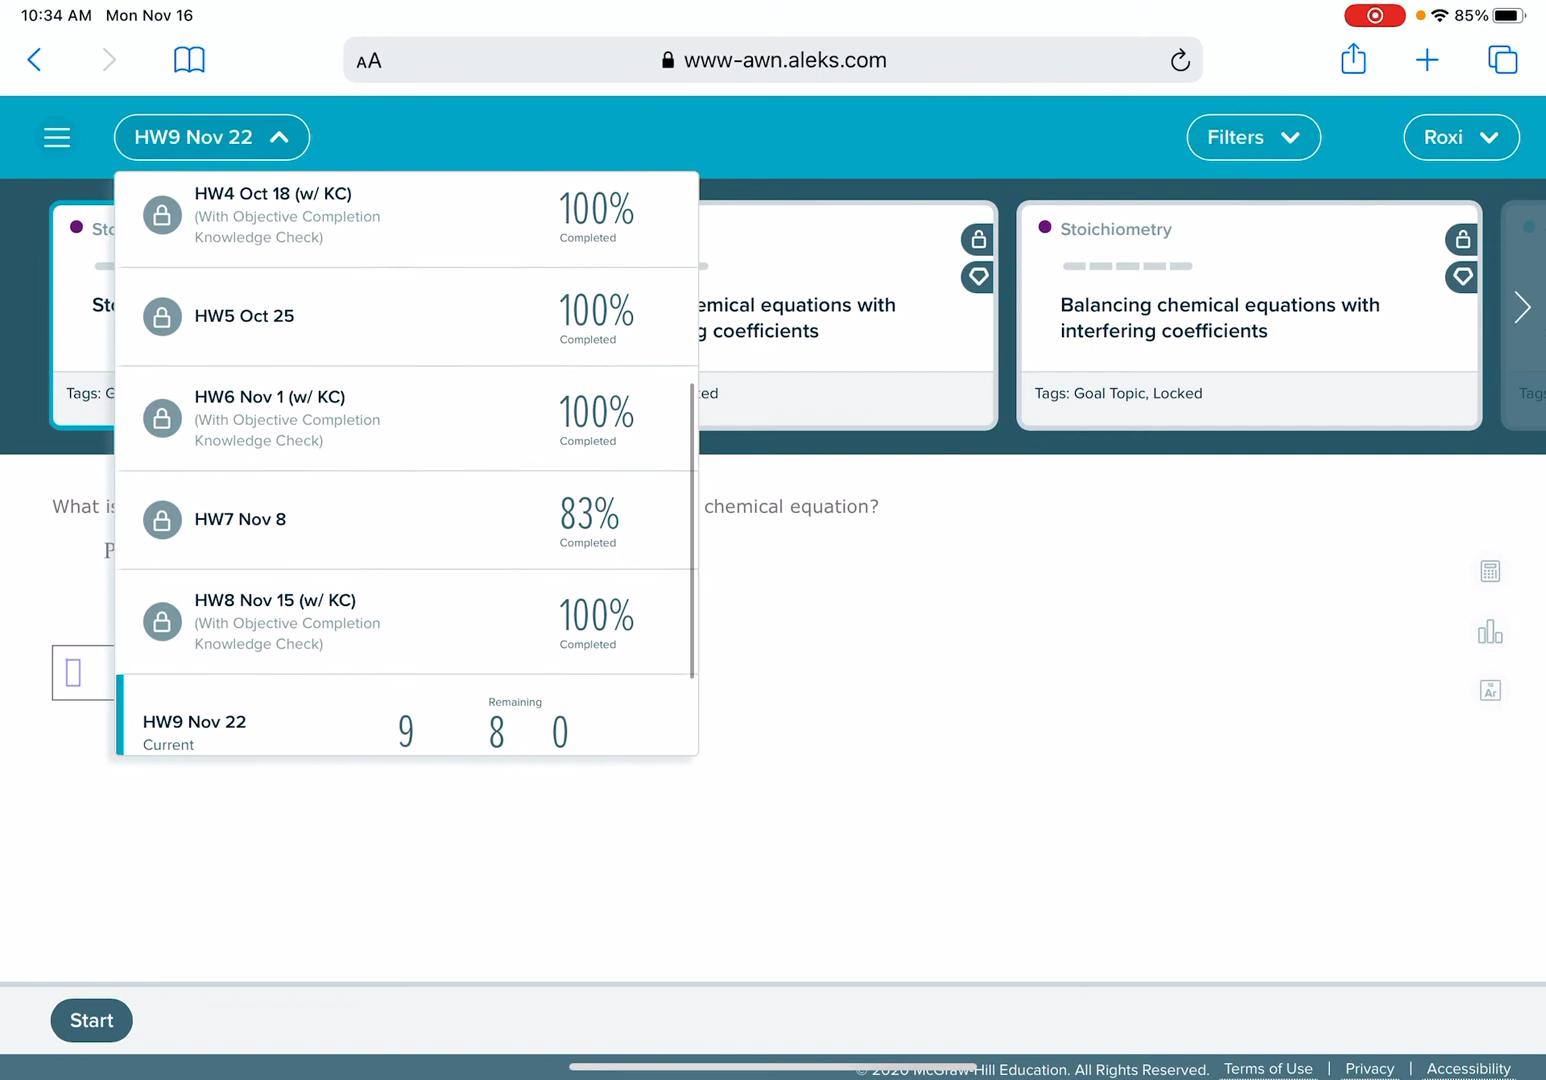 10:34 AM Mon Nov 16
85%
AA
www-awn.aleks.com
HW9 Nov 22
Filters
Roxi
HW4 Oct 18 (w/ KC)
(With Objective Completion
Knowledge Check)
100%
Completed
HW5 Oct 25
100%
Completed
HW6 Nov 1 (w/ KC)
(With Objective Completion
Knowledge Check)
100%
Completed
HW7 Nov 8
83%
Completed
HW8 Nov 15 (w/ KC)
(With Objective Completion
Knowledge Check)
100%
Completed
HW9 Nov 22
Current
9
Remaining
8 0
emical equations with
g coefficients
Stoichiometry
Balancing chemical equations with
interfering coefficients
Tags:
Tags: Goal Topic, Locked
What
chemical equation?
P
Ar
Start
© 2020 McGraw-Hill Education. All Rights Reserved. Terms of Use | Privacy | Accessibility